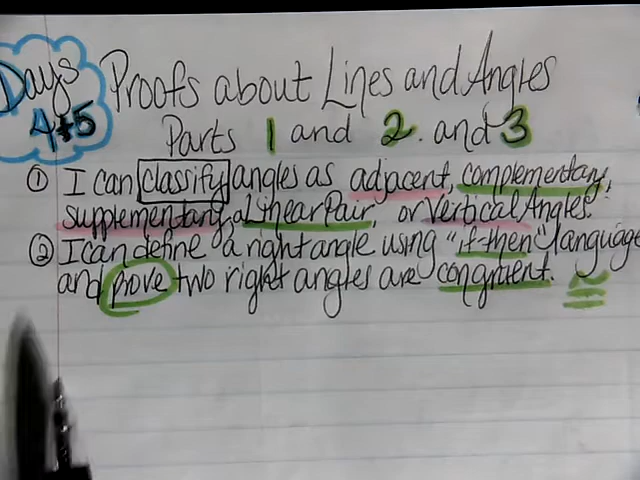 Days
4+5
Proofs about Lines and Angles
Parts 1 and 2. and 3
① I can classify angles as adjacent, complementary,
supplementary, a Linear Pair, or Vertical Angles.
② I can define a right angle using "if-then" language
and prove two right angles are congruent.